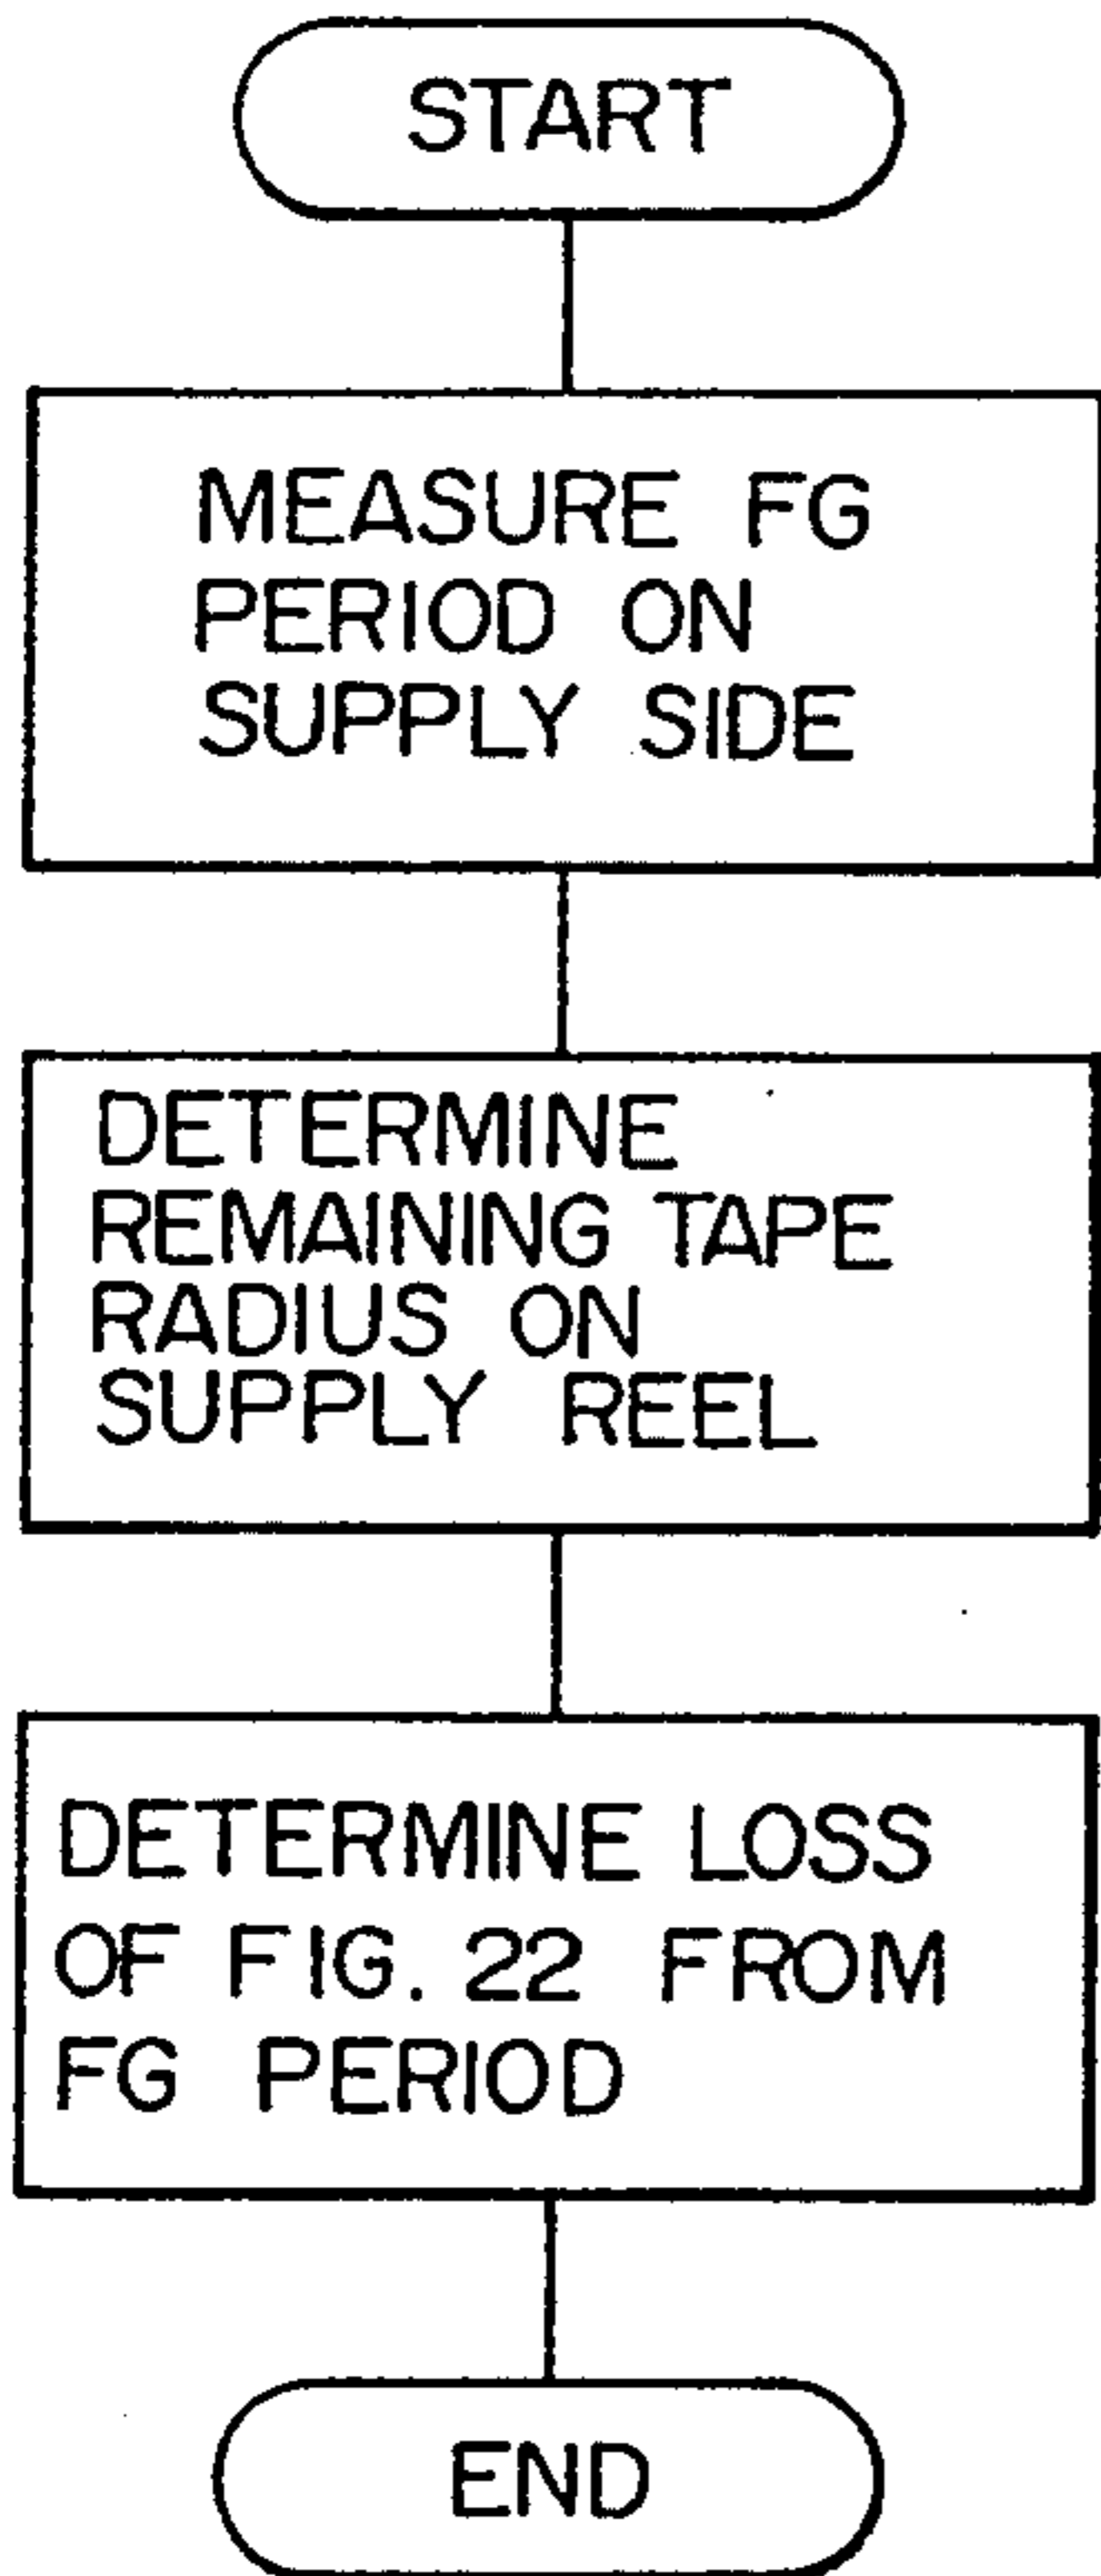 START
MEASURE FG
PERIOD ON
SUPPLY SIDE
DETERMINE
REMAINING TAPE
RADIUS ON
SUPPLY REEL
DETERMINE LOSS
OF FIG. 22 FROM
FG PERIOD
END